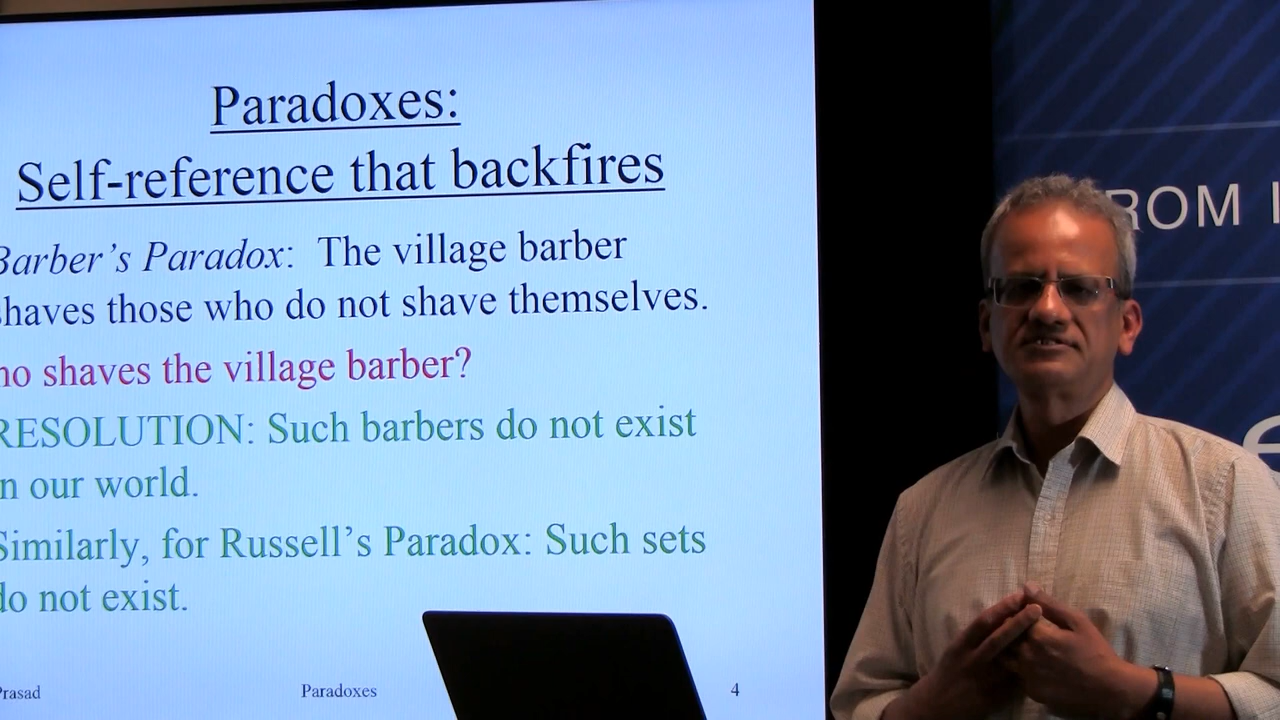 Paradoxes:
Self-reference that backfires
Barber's Paradox: The village barber
shaves those who do not shave themselves.
ho shaves the village barber?
RESOLUTION: Such barbers do not exist
in our world.
Similarly, for Russell's Paradox: Such sets
do not exist.
Prasad
Paradoxes
4
ROM